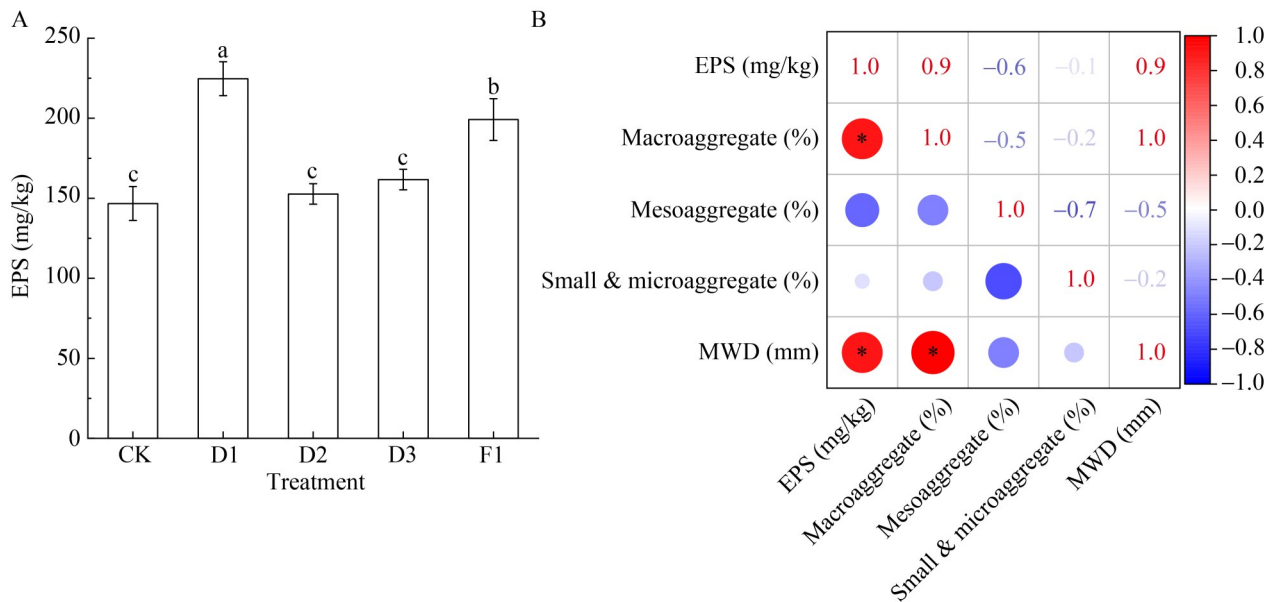 A
EPS (mg/kg)
250
200
150
100
50
0
c
a
c
c
b
CK D1 D2 D3 F1
Treatment
B
EPS (mg/kg) 1.0 0.9 −0.6 −0.1 0.9
Macroaggregate (%) * 1.0 −0.5 −0.2 1.0
Mesoaggregate (%) 1.0 −0.7 −0.5
Small & microaggregate (%) 1.0 −0.2
MWD (mm) * * 1.0
EPS (mg/kg)
Macroaggregate (%)
Mesoaggregate (%)
Small & microaggregate (%)
MWD (mm)
1.0
0.8
0.6
0.4
0.2
0.0
−0.2
−0.4
−0.6
−0.8
−1.0